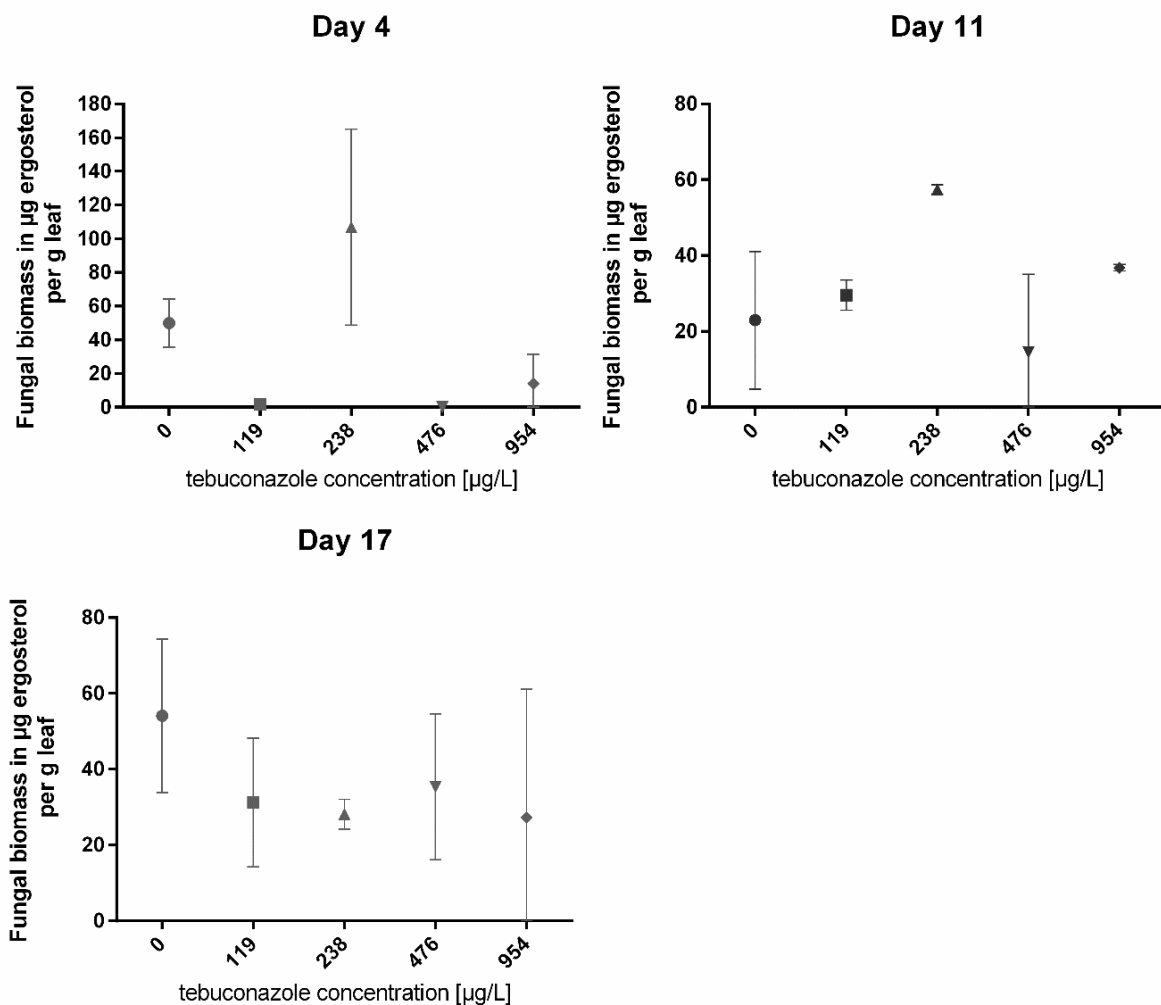 Day 4
Fungal biomass in µg ergosterol
per g leaf
180
160
140
120
100
80
60
40
20
0
0
119
238
476
954
tebuconazole concentration [µg/L]
Day 11
Fungal biomass in µg ergosterol
per g leaf
80
60
40
20
0
0
119
238
476
954
tebuconazole concentration [µg/L]
Day 17
Fungal biomass in µg ergosterol
per g leaf
80
60
40
20
0
0
119
238
476
954
tebuconazole concentration [µg/L]